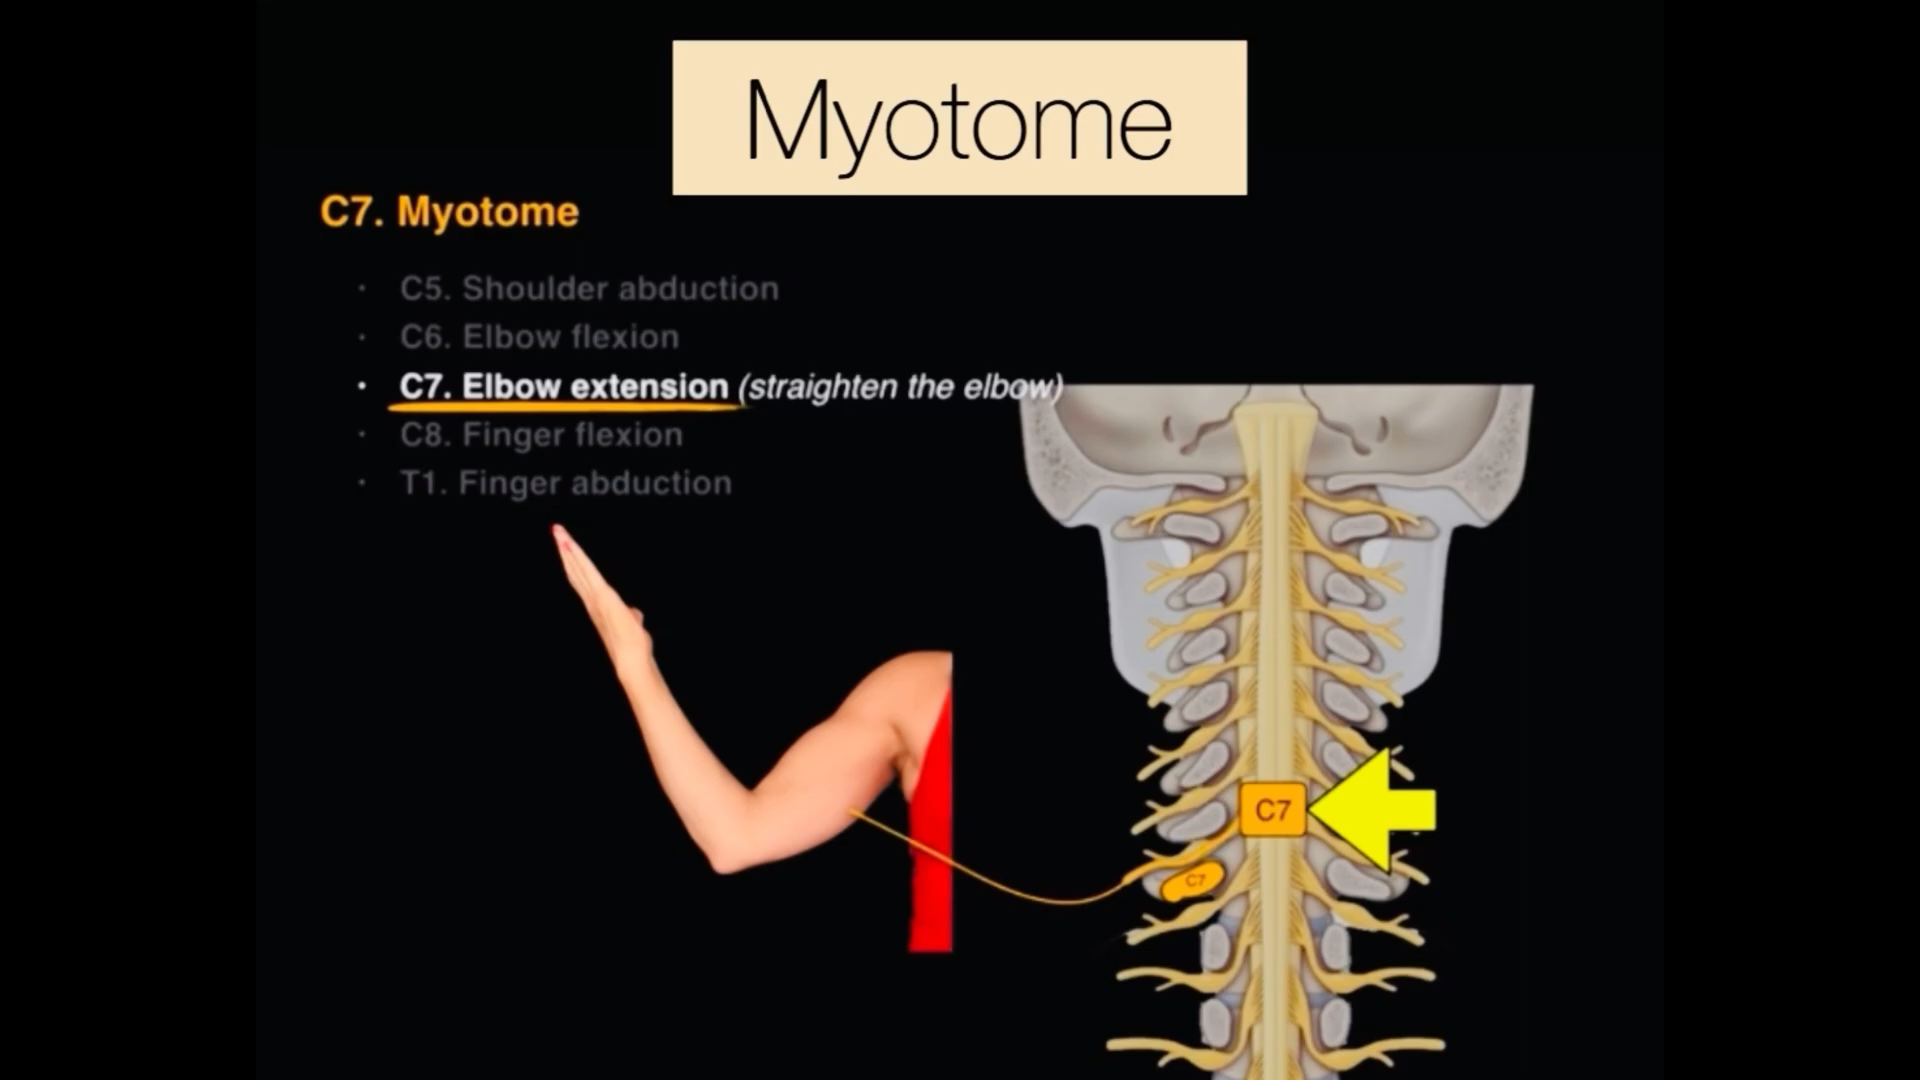 Myotome
C7. Myotome
• C5. Shoulder abduction
• C6. Elbow flexion
• C7. Elbow extension (straighten the elbow)
• C8. Finger flexion
• T1. Finger abduction
C7
C7